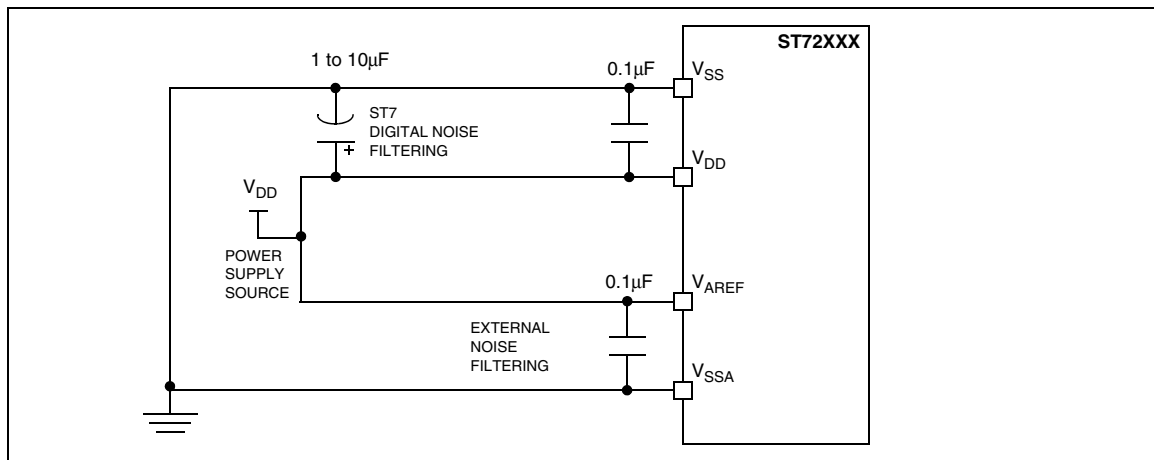 ST72XXX
1 to 10μF
0.1μF
VSS
ST7
DIGITAL NOISE
FILTERING
+
VDD
VDD
POWER
SUPPLY
SOURCE
0.1μF
VAREF
EXTERNAL
NOISE
FILTERING
VSSA